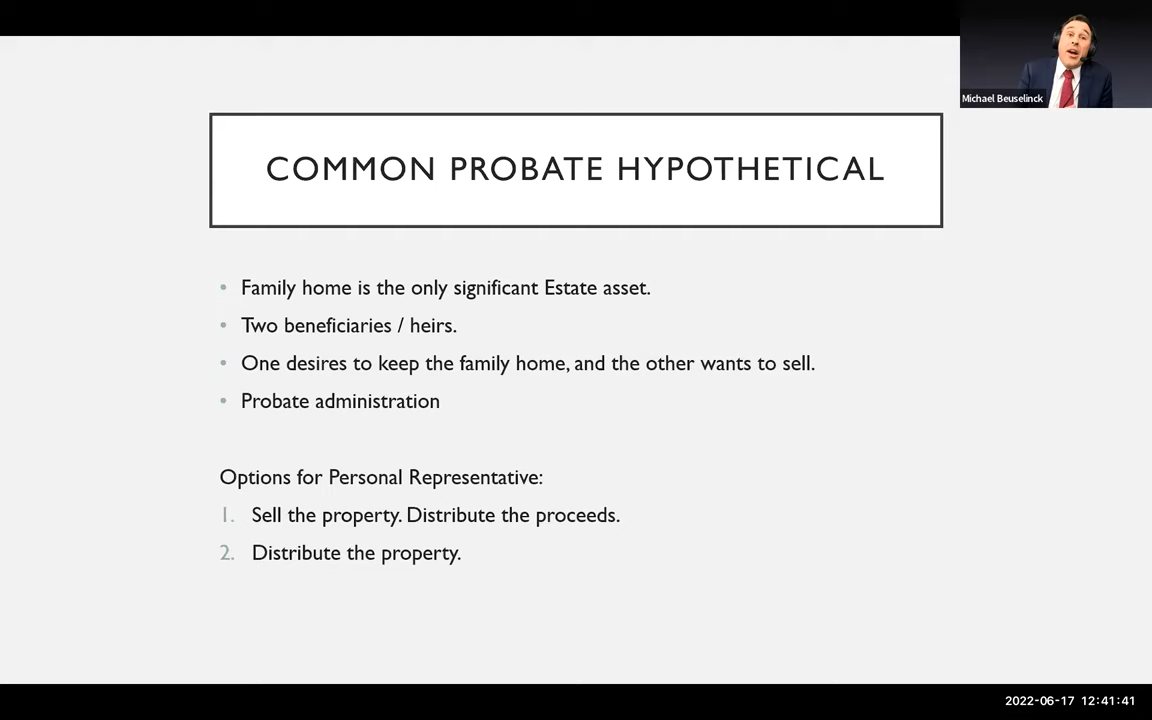 Michael Beuselinck
COMMON PROBATE HYPOTHETICAL
• Family home is the only significant Estate asset.
• Two beneficiaries / heirs.
• One desires to keep the family home, and the other wants to sell.
• Probate administration
Options for Personal Representative:
1. Sell the property. Distribute the proceeds.
2. Distribute the property.
2022-06-17 12:41:41